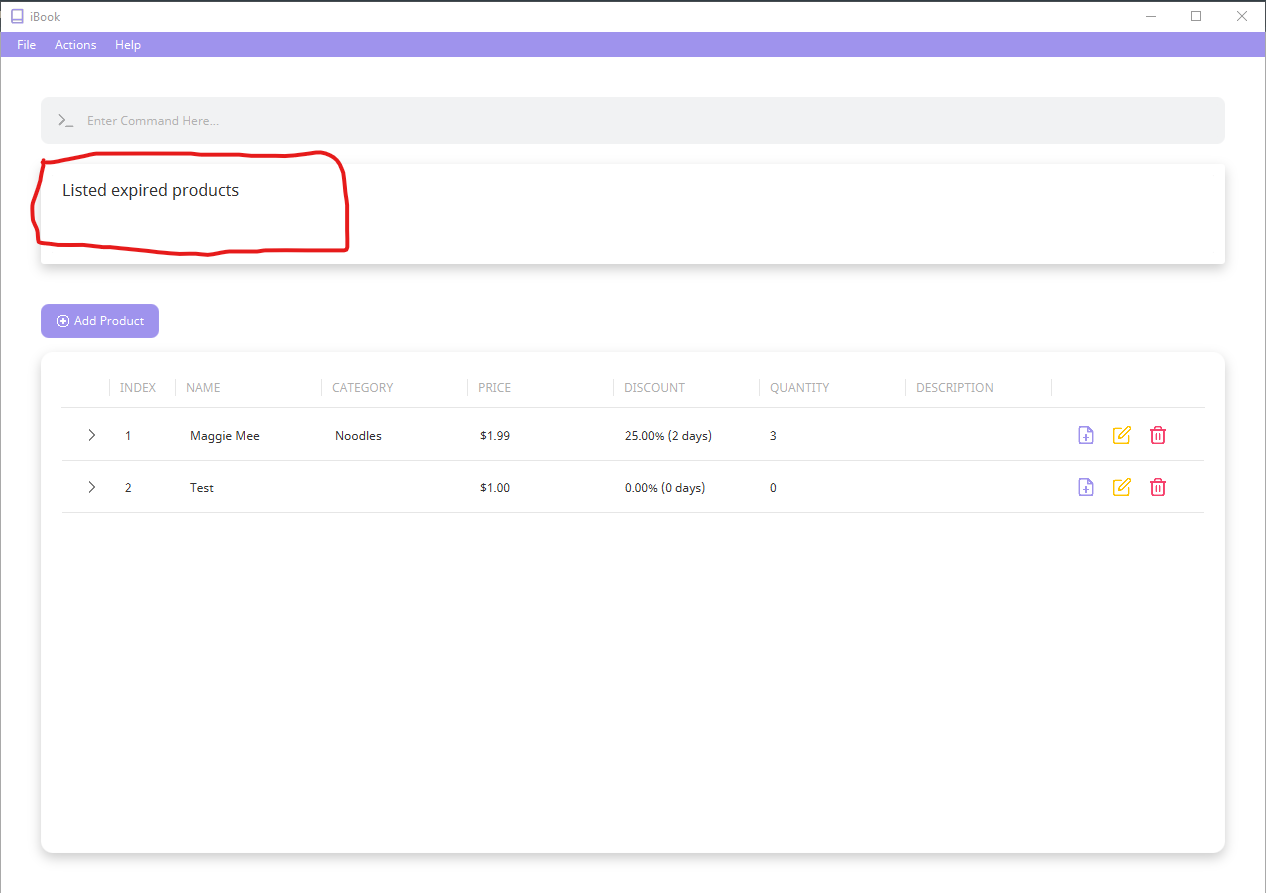 iBook
File Actions Help
Enter Command Here...
Listed expired products
Add Product
INDEX NAME CATEGORY PRICE DISCOUNT QUANTITY DESCRIPTION
1 Maggie Mee Noodles $1.99 25.00% (2 days) 3
2 Test $1.00 0.00% (0 days) 0